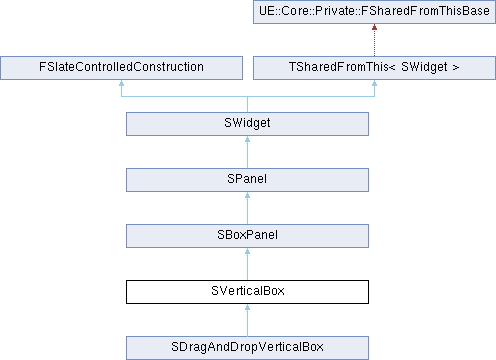 UE::Core::Private::FSharedFromThisBase
FSlateControlledConstruction
TSharedFromThis< SWidget >
SWidget
SPanel
SBoxPanel
SVerticalBox
SDragAndDropVerticalBox